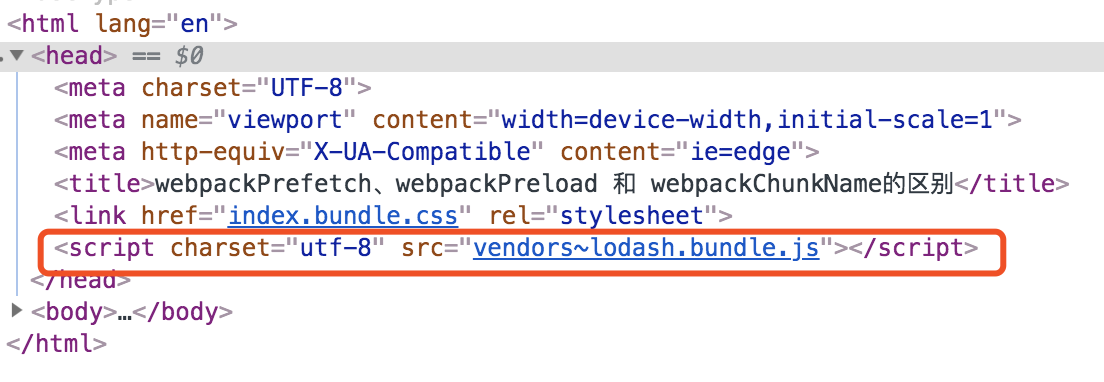 <html lang="en">
▼<head> == $0
<meta charset="UTF-8">
<meta name="viewport" content="width=device-width,initial-scale=1">
<meta http-equiv="X-UA-Compatible" content="ie=edge">
<title>webpackPrefetch、webpackPreload 和 webpackChunkName的区别</title>
<link href="index.bundle.css" rel="stylesheet">
<script charset="utf-8" src="vendors~lodash.bundle.js"></script>
</head>
▶<body>…</body>
</html>